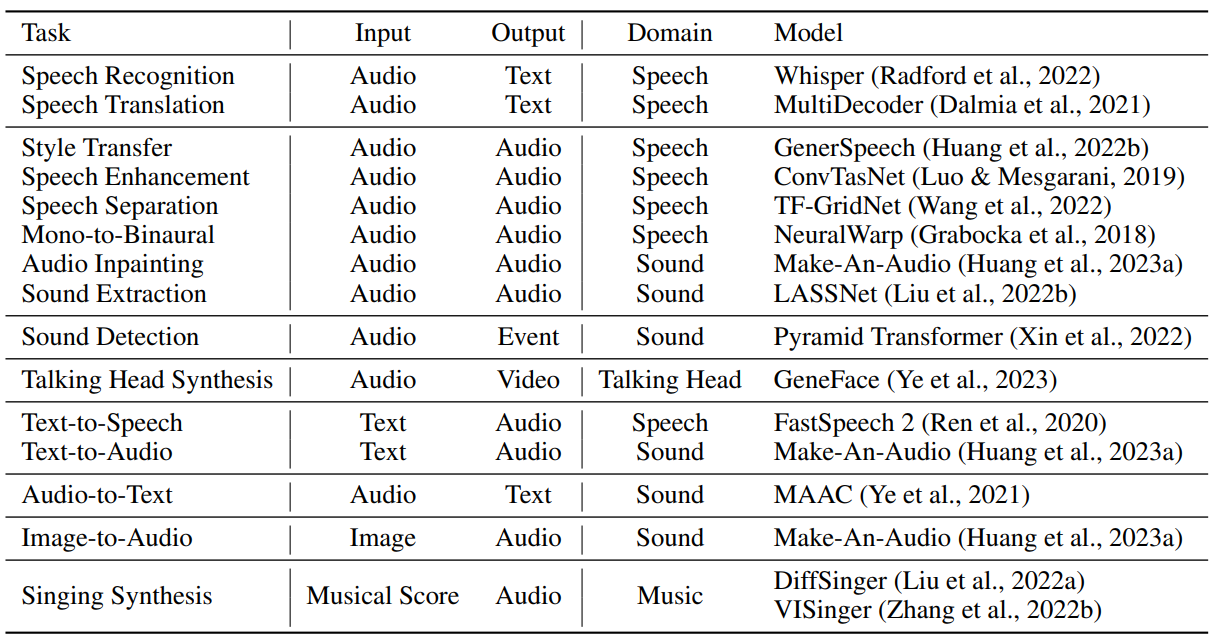 Task Input Output Domain Model
Speech Recognition Audio Text Speech Whisper (Radford et al., 2022)
Speech Translation Audio Text Speech MultiDecoder (Dalmia et al., 2021)
Style Transfer Audio Audio Speech GenerSpeech (Huang et al., 2022b)
Speech Enhancement Audio Audio Speech ConvTasNet (Luo & Mesgarani, 2019)
Speech Separation Audio Audio Speech TF-GridNet (Wang et al., 2022)
Mono-to-Binaural Audio Audio Speech NeuralWarp (Grabocka et al., 2018)
Audio Inpainting Audio Audio Sound Make-An-Audio (Huang et al., 2023a)
Sound Extraction Audio Audio Sound LASSNet (Liu et al., 2022b)
Sound Detection Audio Event Sound Pyramid Transformer (Xin et al., 2022)
Talking Head Synthesis Audio Video Talking Head GeneFace (Ye et al., 2023)
Text-to-Speech Text Audio Speech FastSpeech 2 (Ren et al., 2020)
Text-to-Audio Text Audio Sound Make-An-Audio (Huang et al., 2023a)
Audio-to-Text Audio Text Sound MAAC (Ye et al., 2021)
Image-to-Audio Image Audio Sound Make-An-Audio (Huang et al., 2023a)
Singing Synthesis Musical Score Audio Music DiffSinger (Liu et al., 2022a)
VISinger (Zhang et al., 2022b)